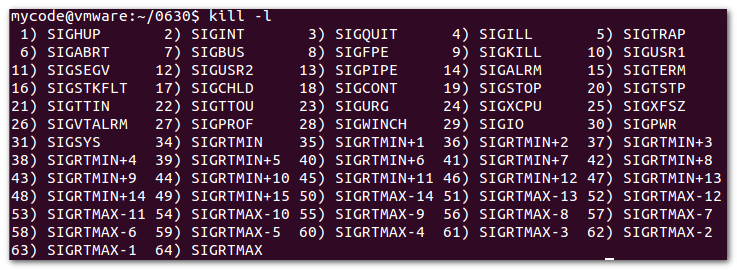 mycode@vmware:~/0630$ kill -l
 1) SIGHUP       2) SIGINT       3) SIGQUIT      4) SIGILL       5) SIGTRAP
 6) SIGABRT      7) SIGBUS       8) SIGFPE       9) SIGKILL     10) SIGUSR1
11) SIGSEGV     12) SIGUSR2     13) SIGPIPE     14) SIGALRM     15) SIGTERM
16) SIGSTKFLT   17) SIGCHLD     18) SIGCONT     19) SIGSTOP     20) SIGTSTP
21) SIGTTIN     22) SIGTTOU     23) SIGURG      24) SIGXCPU     25) SIGXFSZ
26) SIGVTALRM   27) SIGPROF     28) SIGWINCH    29) SIGIO       30) SIGPWR
31) SIGSYS      34) SIGRTMIN    35) SIGRTMIN+1  36) SIGRTMIN+2  37) SIGRTMIN+3
38) SIGRTMIN+4  39) SIGRTMIN+5  40) SIGRTMIN+6  41) SIGRTMIN+7  42) SIGRTMIN+8
43) SIGRTMIN+9  44) SIGRTMIN+10 45) SIGRTMIN+11 46) SIGRTMIN+12 47) SIGRTMIN+13
48) SIGRTMIN+14 49) SIGRTMIN+15 50) SIGRTMAX-14 51) SIGRTMAX-13 52) SIGRTMAX-12
53) SIGRTMAX-11 54) SIGRTMAX-10 55) SIGRTMAX-9  56) SIGRTMAX-8  57) SIGRTMAX-7
58) SIGRTMAX-6  59) SIGRTMAX-5  60) SIGRTMAX-4  61) SIGRTMAX-3  62) SIGRTMAX-2
63) SIGRTMAX-1  64) SIGRTMAX